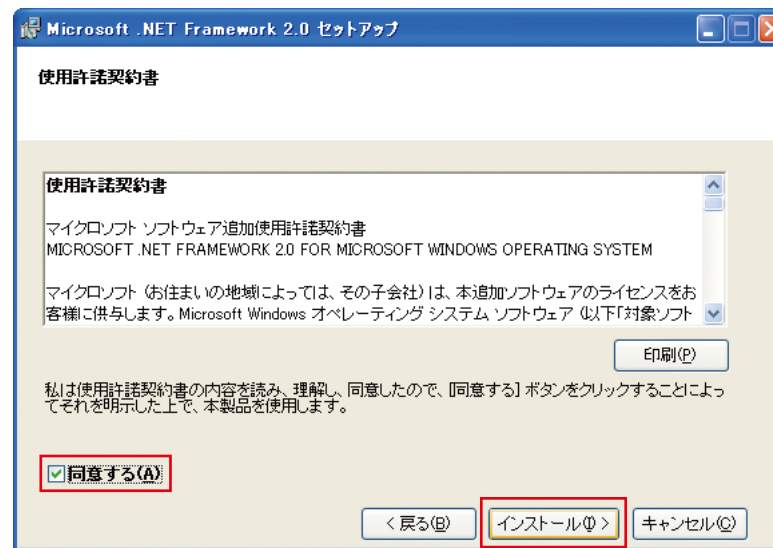 Microsoft .NET Framework 2.0 セットアップ
使用許諾契約書
使用許諾契約書
マイクロソフト ソフトウェア追加使用許諾契約書
MICROSOFT .NET FRAMEWORK 2.0 FOR MICROSOFT WINDOWS OPERATING SYSTEM
マイクロソフト (お住まいの地域によっては、その子会社) は、本追加ソフトウェアのライセンスをお
客様に供与します。Microsoft Windows オペレーティング システム ソフトウェア (以下「対象ソフト
印刷(P)
私は使用許諾契約書の内容を読み、理解し、同意したので、[同意する] ボタンをクリックすることによっ
てそれを明示した上で、本製品を使用します。
同意する(A)
< 戻る(B) インストール(I) > キャンセル(C)